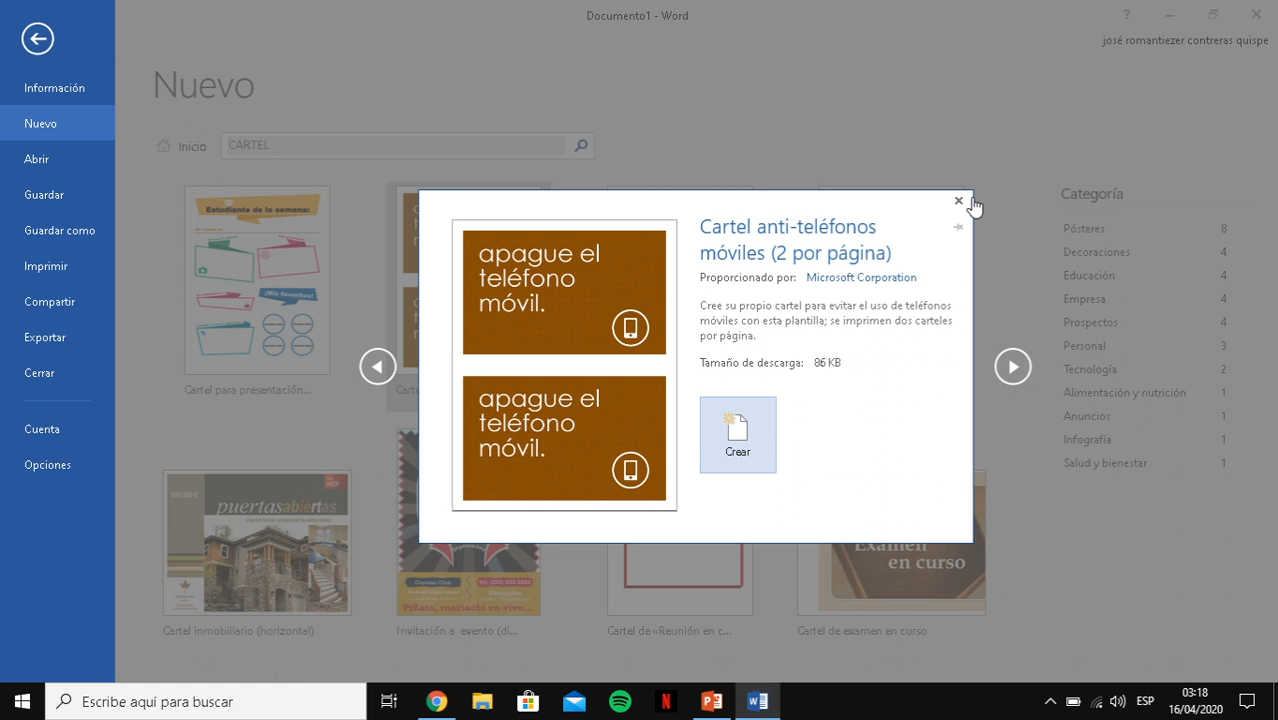 Documento1 - Word
josé romantiezer contreras quispe
Información
Nuevo
Abrir
Guardar
Guardar como
Imprimir
Compartir
Exportar
Cerrar
Cuenta
Opciones
Nuevo
Inicio
CARTEL
Estudiante de la semana:
¡Mis favoritos!
Cartel para presentación...
Cartel anti-teléfonos
móviles (2 por página)
Proporcionado por: Microsoft Corporation
Cree su propio cartel para evitar el uso de teléfonos
móviles con esta plantilla; se imprimen dos carteles
por página.
Tamaño de descarga: 86 KB
Crear
apague el
teléfono
móvil.
apague el
teléfono
móvil.
puertasabiertas
Piñata, mariachi en vivo...
Examen
en curso
Cartel inmobiliario (horizontal)
Invitación a evento (di...
Cartel de «Reunión en c...
Cartel de examen en curso
Categoría
Pósteres 8
Decoraciones 4
Educación 4
Empresa 4
Prospectos 4
Personal 3
Tecnología 2
Alimentación y nutrición 1
Anuncios 1
Infografía 1
Salud y bienestar 1
Escribe aquí para buscar
ESP
03:18
16/04/2020